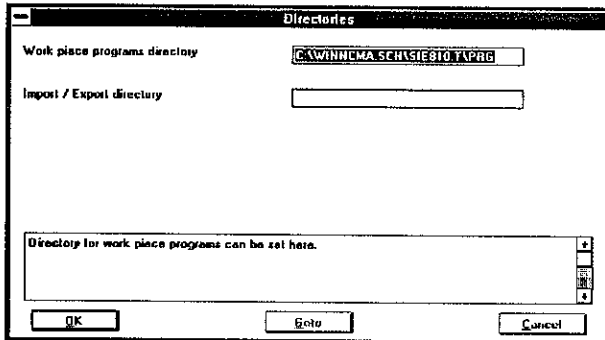 Directories
Work piece programs directory
C:\WINNCMA.SCH\SIE810.T\PRG
Import / Export directory
Directory for work piece programs can be set here.
OK
Goto
Cancel